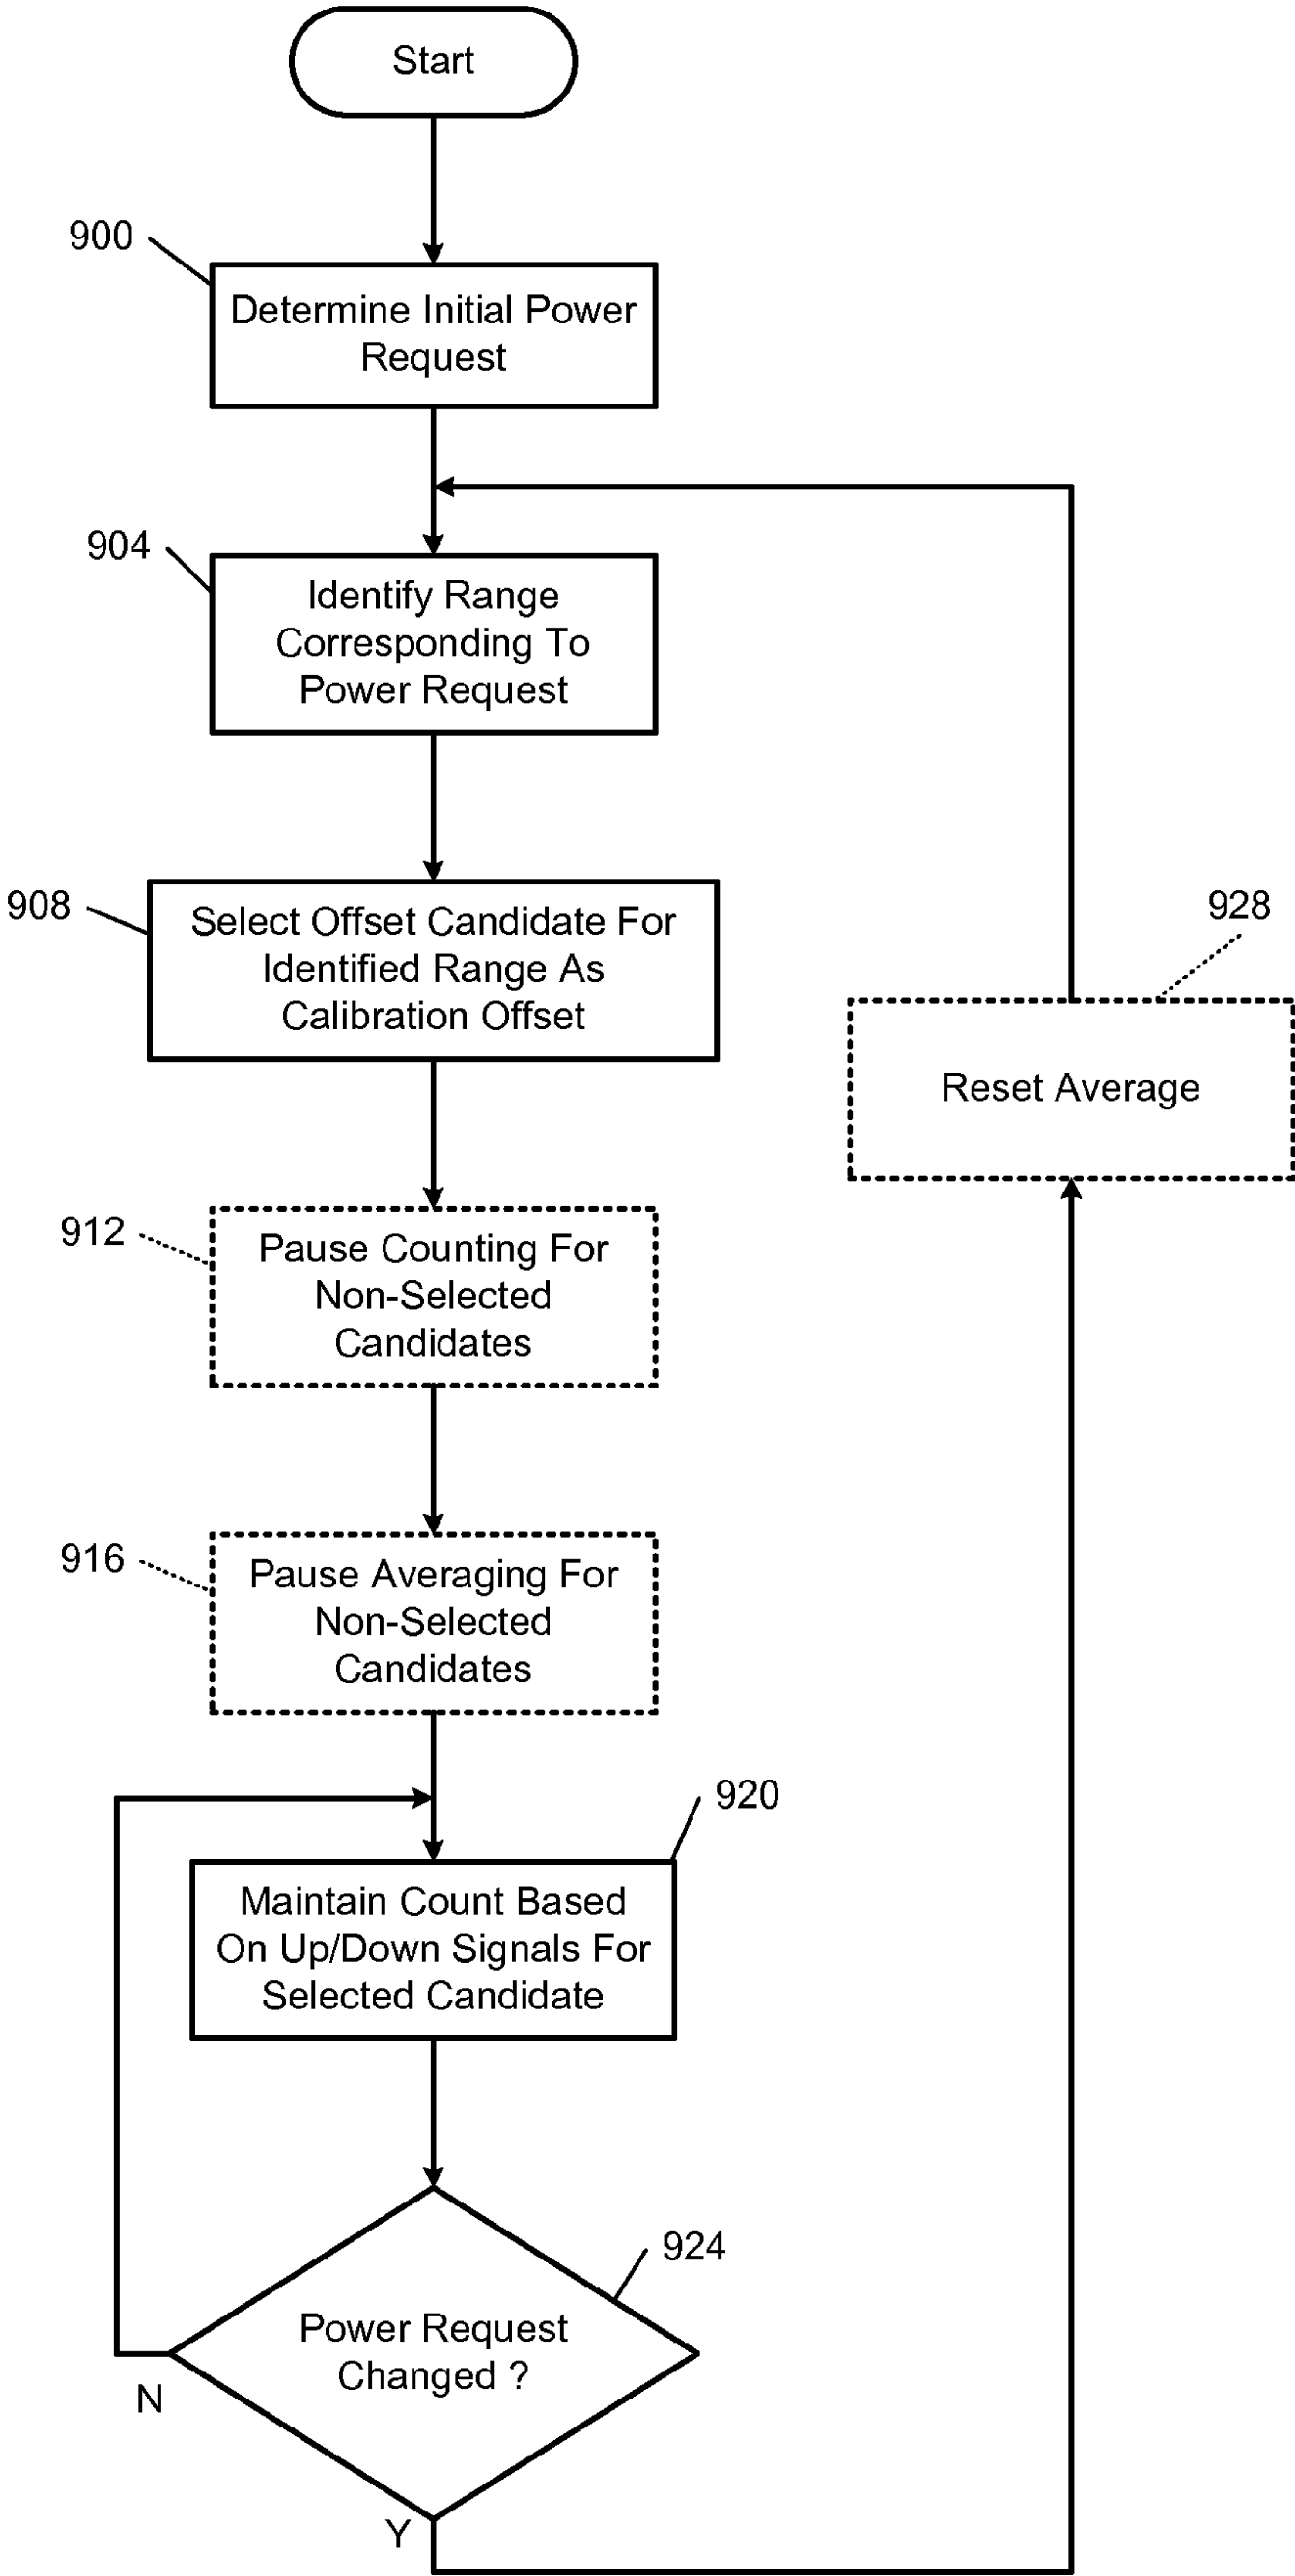 Start
900
Determine Initial Power
Request
904
Identify Range
Corresponding To
Power Request
908
Select Offset Candidate For
Identified Range As
Calibration Offset
928
Reset Average
912
Pause Counting For
Non-Selected
Candidates
916
Pause Averaging For
Non-Selected
Candidates
920
Maintain Count Based
On Up/Down Signals For
Selected Candidate
924
Power Request
Changed ?
N
Y